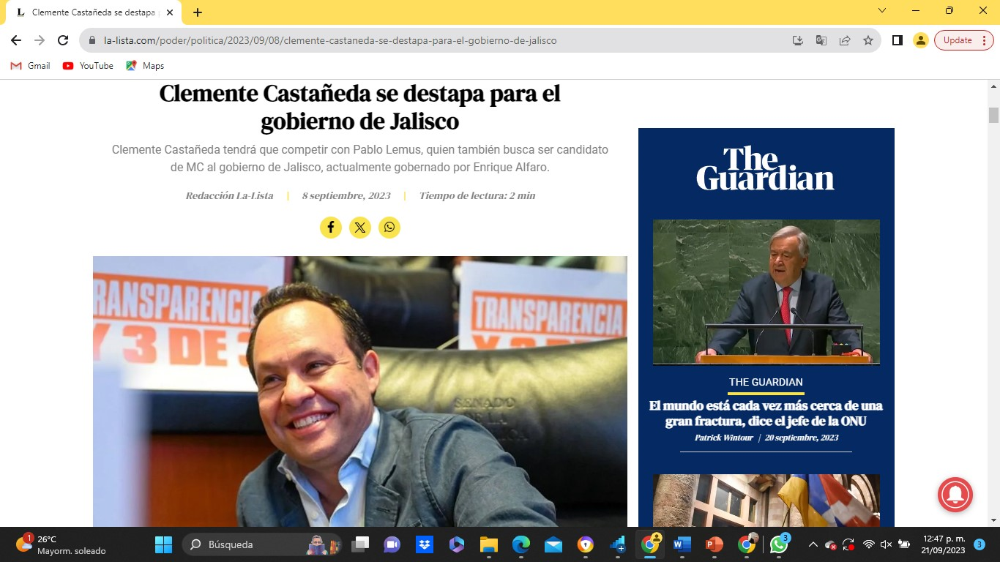 Clemente Castañeda se destapa
la-lista.com/poder/politica/2023/09/08/clemente-castaneda-se-destapa-para-el-gobierno-de-jalisco
Update
Gmail
YouTube
Maps
Clemente Castañeda se destapa para el
gobierno de Jalisco
Clemente Castañeda tendrá que competir con Pablo Lemus, quien también busca ser candidato
de MC al gobierno de Jalisco, actualmente gobernado por Enrique Alfaro.
Redacción La-Lista | 8 septiembre, 2023 | Tiempo de lectura: 2 min
RANSPARENCIA
Y 3 DE 3
TRANSPARENCIA
SENADO
DE LA
The
Guardian
THE GUARDIAN
El mundo está cada vez más cerca de una
gran fractura, dice el jefe de la ONU
Patrick Wintour | 20 septiembre, 2023
1
26°C
Mayorm. soleado
Búsqueda
3
12:47 p. m.
21/09/2023
3